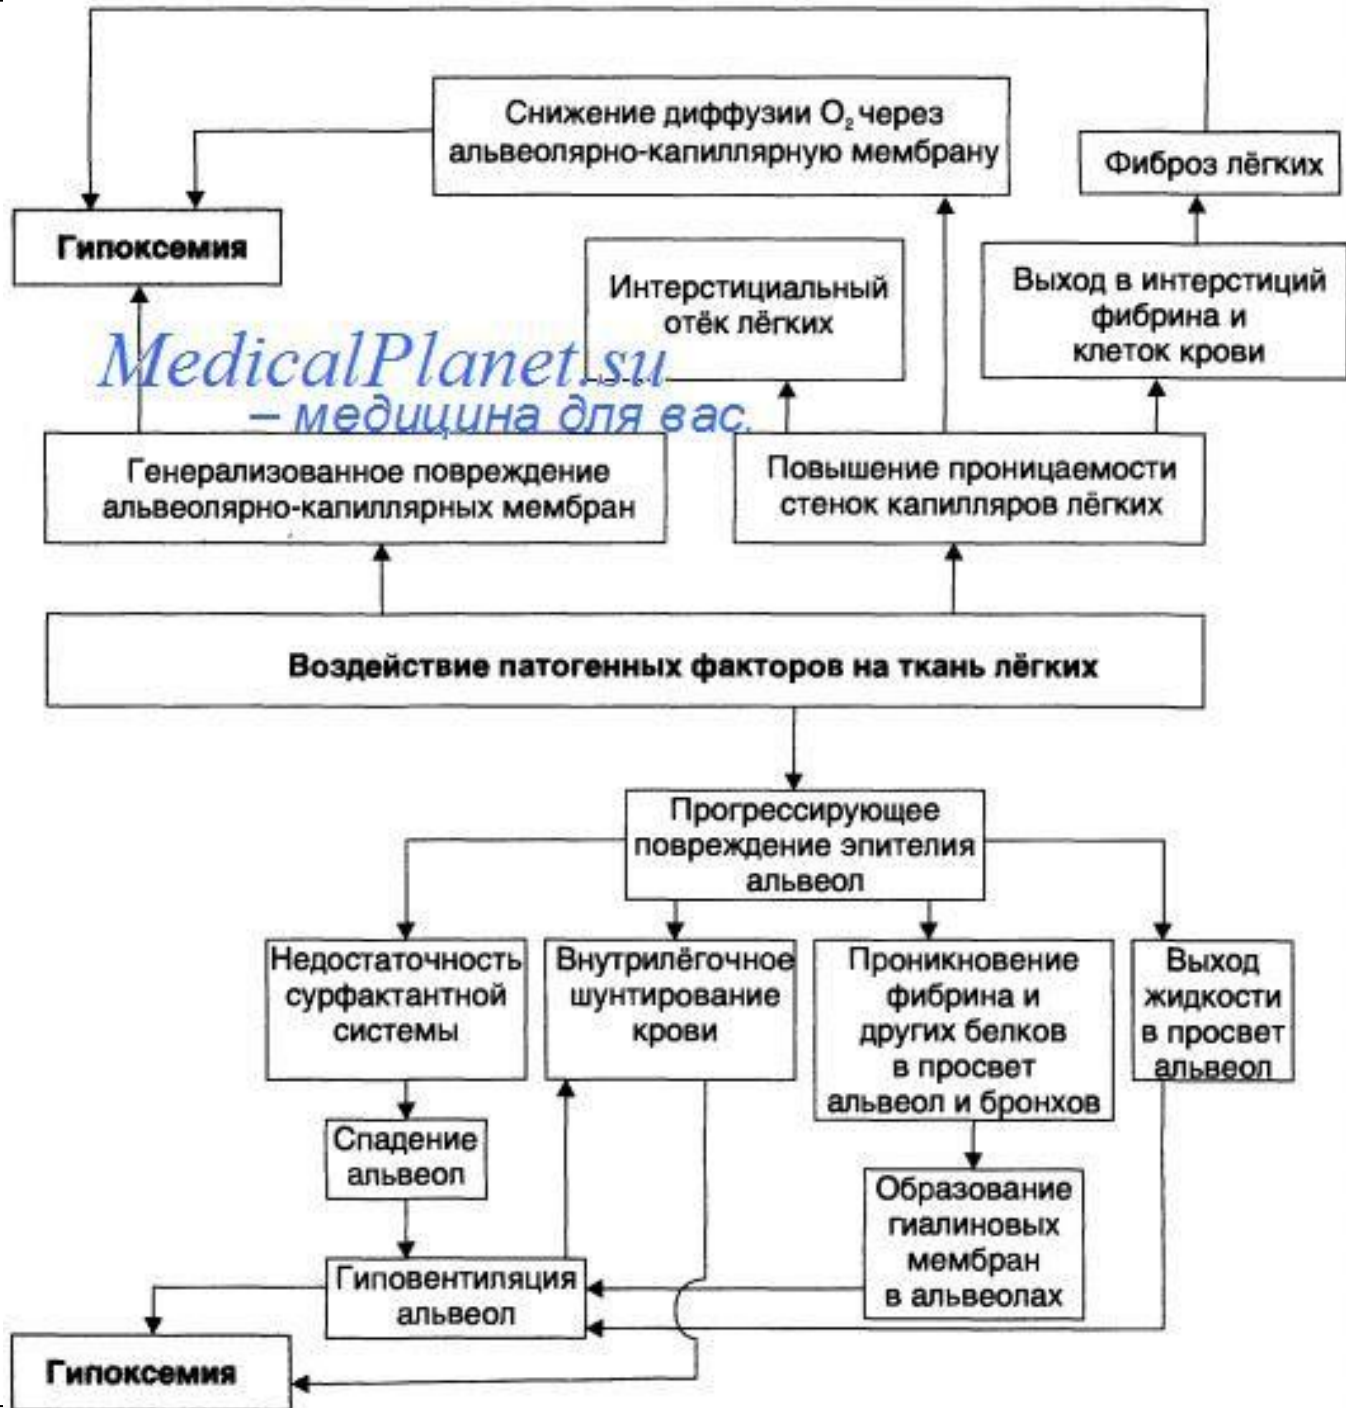 Снижение диффузии O₂ через
альвеолярно-капиллярную мембрану
Фиброз лёгких
Гипоксемия
Интерстициальный
отёк лёгких
Выход в интерстиций
фибрина и
клеток крови
MedicalPlanet.su
– медицина для вас.
Генерализованное повреждение
альвеолярно-капиллярных мембран
Повышение проницаемости
стенок капилляров лёгких
Воздействие патогенных факторов на ткань лёгких
Прогрессирующее
повреждение эпителия
альвеол
Недостаточность
сурфактантной
системы
Внутрилёгочное
шунтирование
крови
Проникновение
фибрина и
других белков
в просвет
альвеол и бронхов
Выход
жидкости
в просвет
альвеол
Спадение
альвеол
Образование
гиалиновых
мембран
в альвеолах
Гиповентиляция
альвеол
Гипоксемия